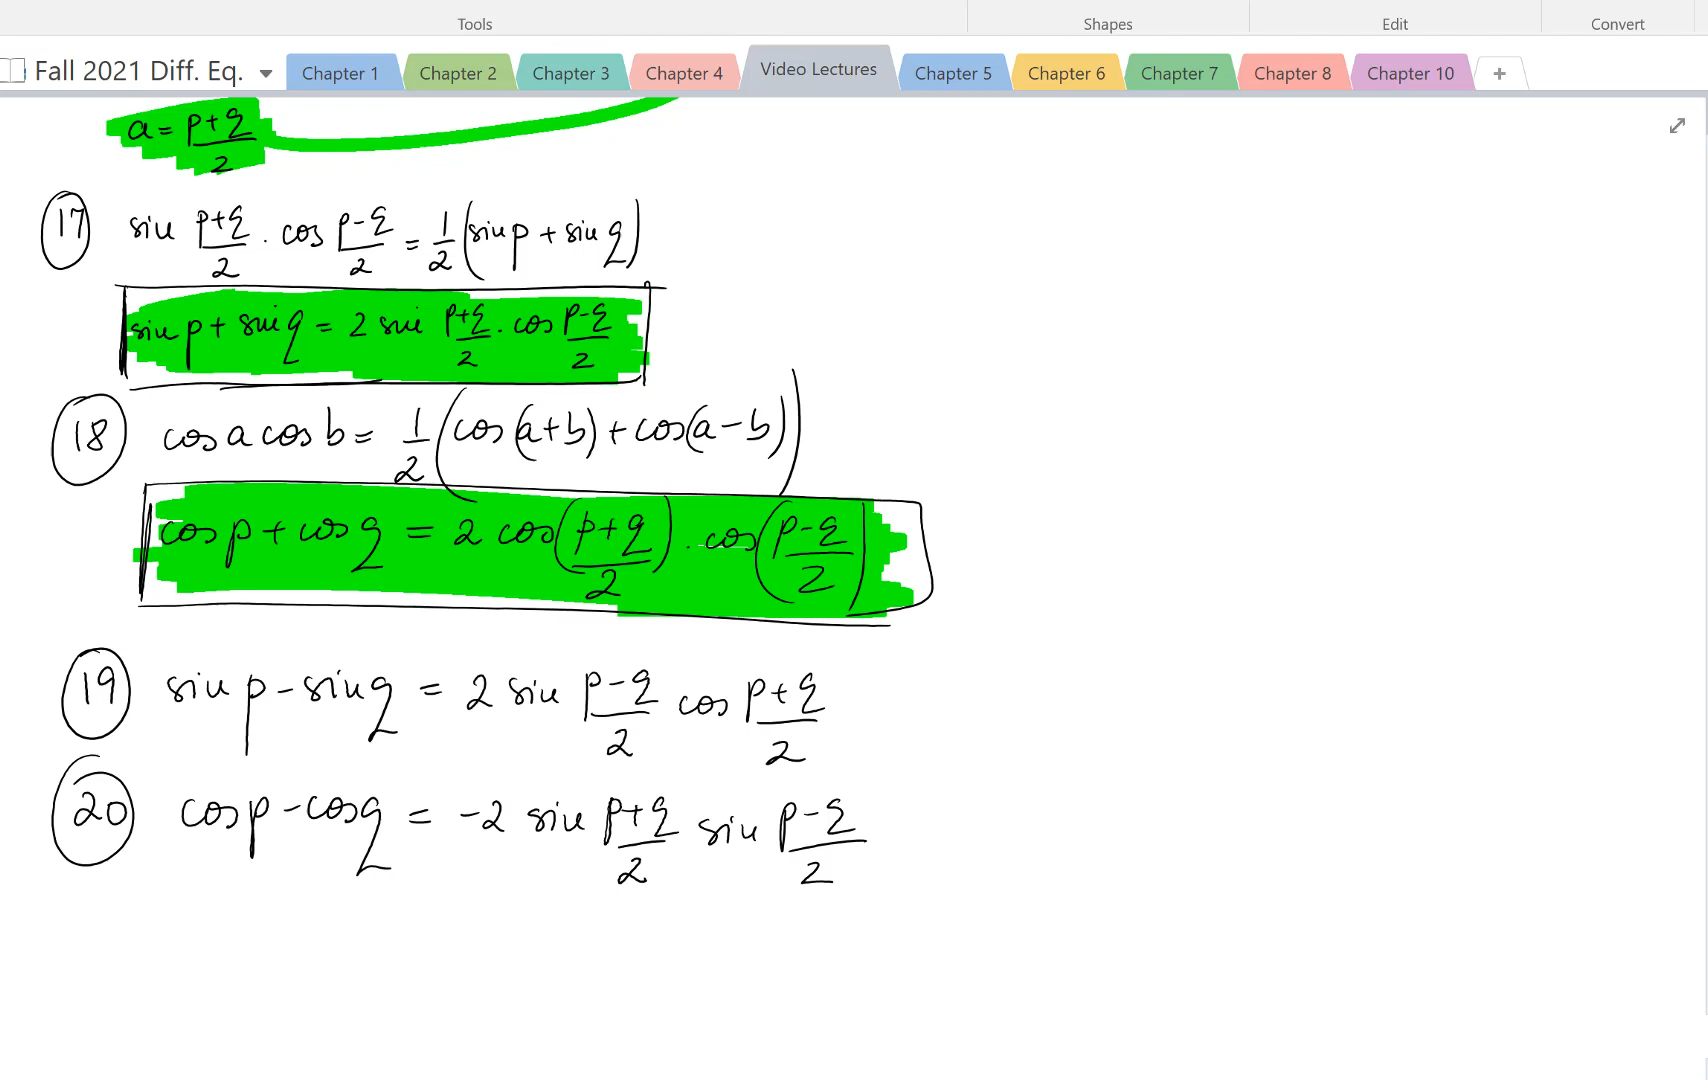 Tools Shapes Edit Convert
Fall 2021 Diff. Eq. Chapter 1 Chapter 2 Chapter 3 Chapter 4 Video Lectures Chapter 5 Chapter 6 Chapter 7 Chapter 8 Chapter 10 +
a = p+q/2
17 sin p+q/2 . cos p-q/2 = 1/2 (sin p + sin q)
sin p + sin q = 2 sin p+q/2 . cos p-q/2
18 cos a cos b = 1/2 (cos(a+b) + cos(a-b))
cos p + cos q = 2 cos (p+q/2) . cos (p-q/2)
19 sin p - sin q = 2 sin p-q/2 cos p+q/2
20 cos p - cos q = -2 sin p+q/2 sin p-q/2